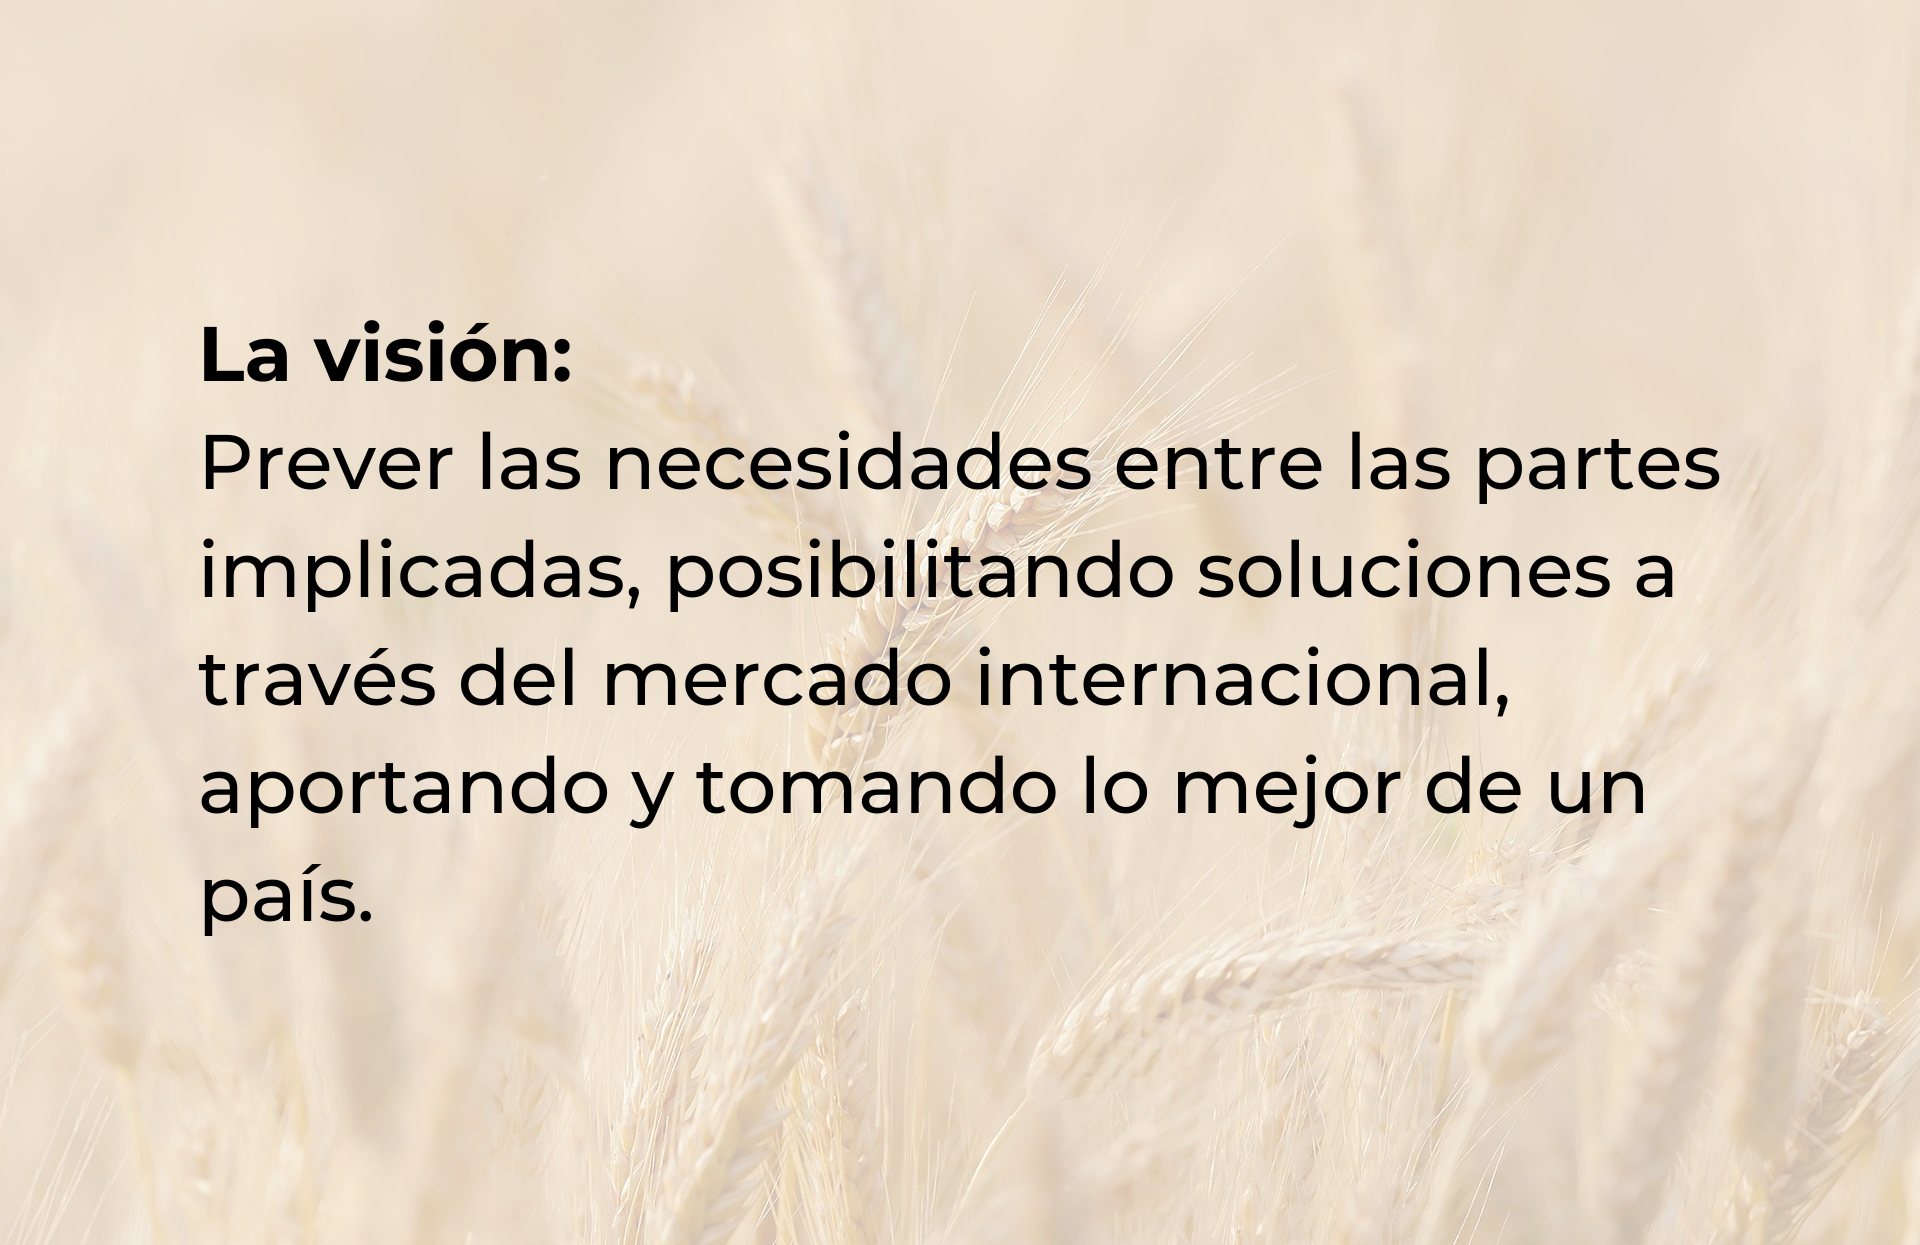 La visión:
Prever las necesidades entre las partes
implicadas, posibilitando soluciones a
través del mercado internacional,
aportando y tomando lo mejor de un
país.